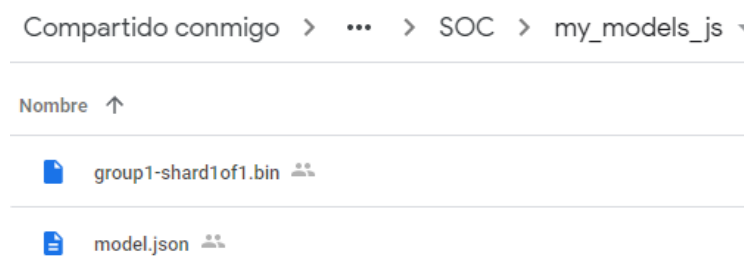 Compartido conmigo > ••• > SOC > my_models_js
Nombre ↑
group1-shard1of1.bin
model.json